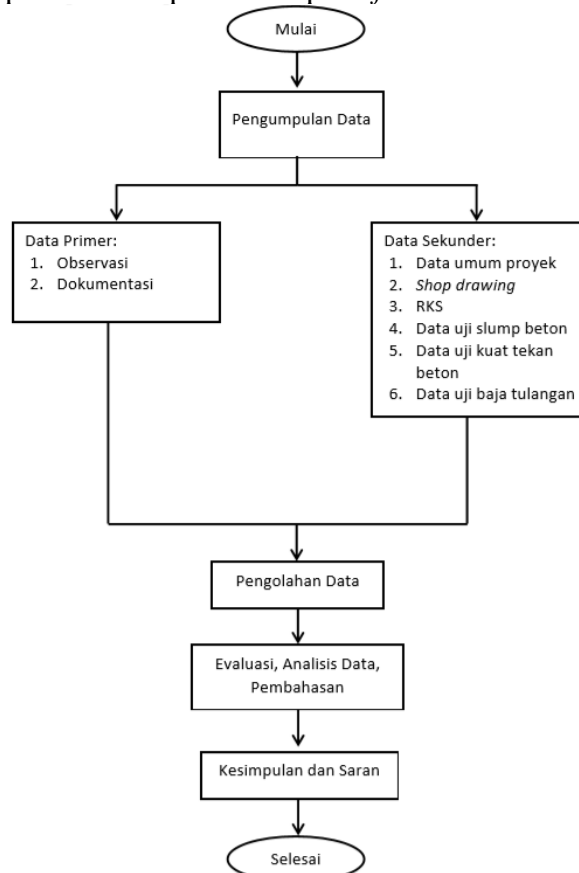 Mulai
Pengumpulan Data
Data Primer:
1. Observasi
2. Dokumentasi
Data Sekunder:
1. Data umum proyek
2. Shop drawing
3. RKS
4. Data uji slump beton
5. Data uji kuat tekan
beton
6. Data uji baja tulangan
Pengolahan Data
Evaluasi, Analisis Data,
Pembahasan
Kesimpulan dan Saran
Selesai